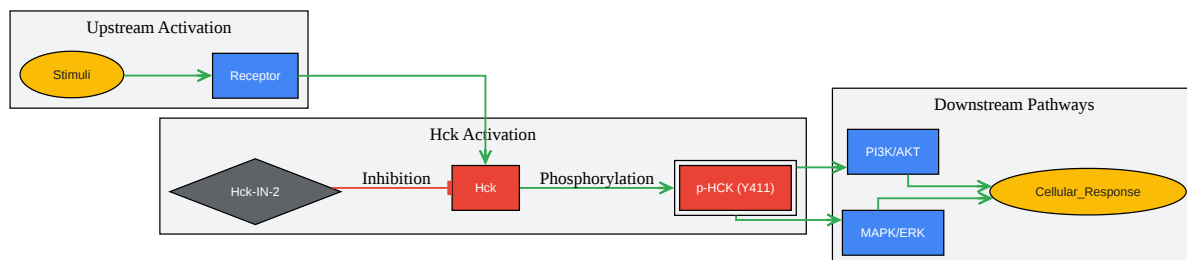 Upstream Activation
Stimuli
Receptor
Hck Activation
Hck-IN-2
Inhibition
Hck
Phosphorylation
p-HCK (Y411)
Downstream Pathways
PI3K/AKT
Cellular_Response
MAPK/ERK